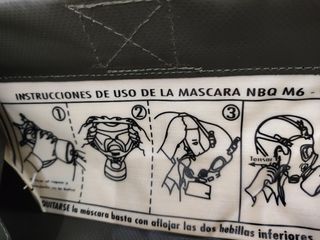 INSTRUCCIONES DE USO DE LA MASCARA NBQ M6 -
1 2 3
Tensar
QUITARSE la máscara basta con aflojar las dos hebillas inferiores